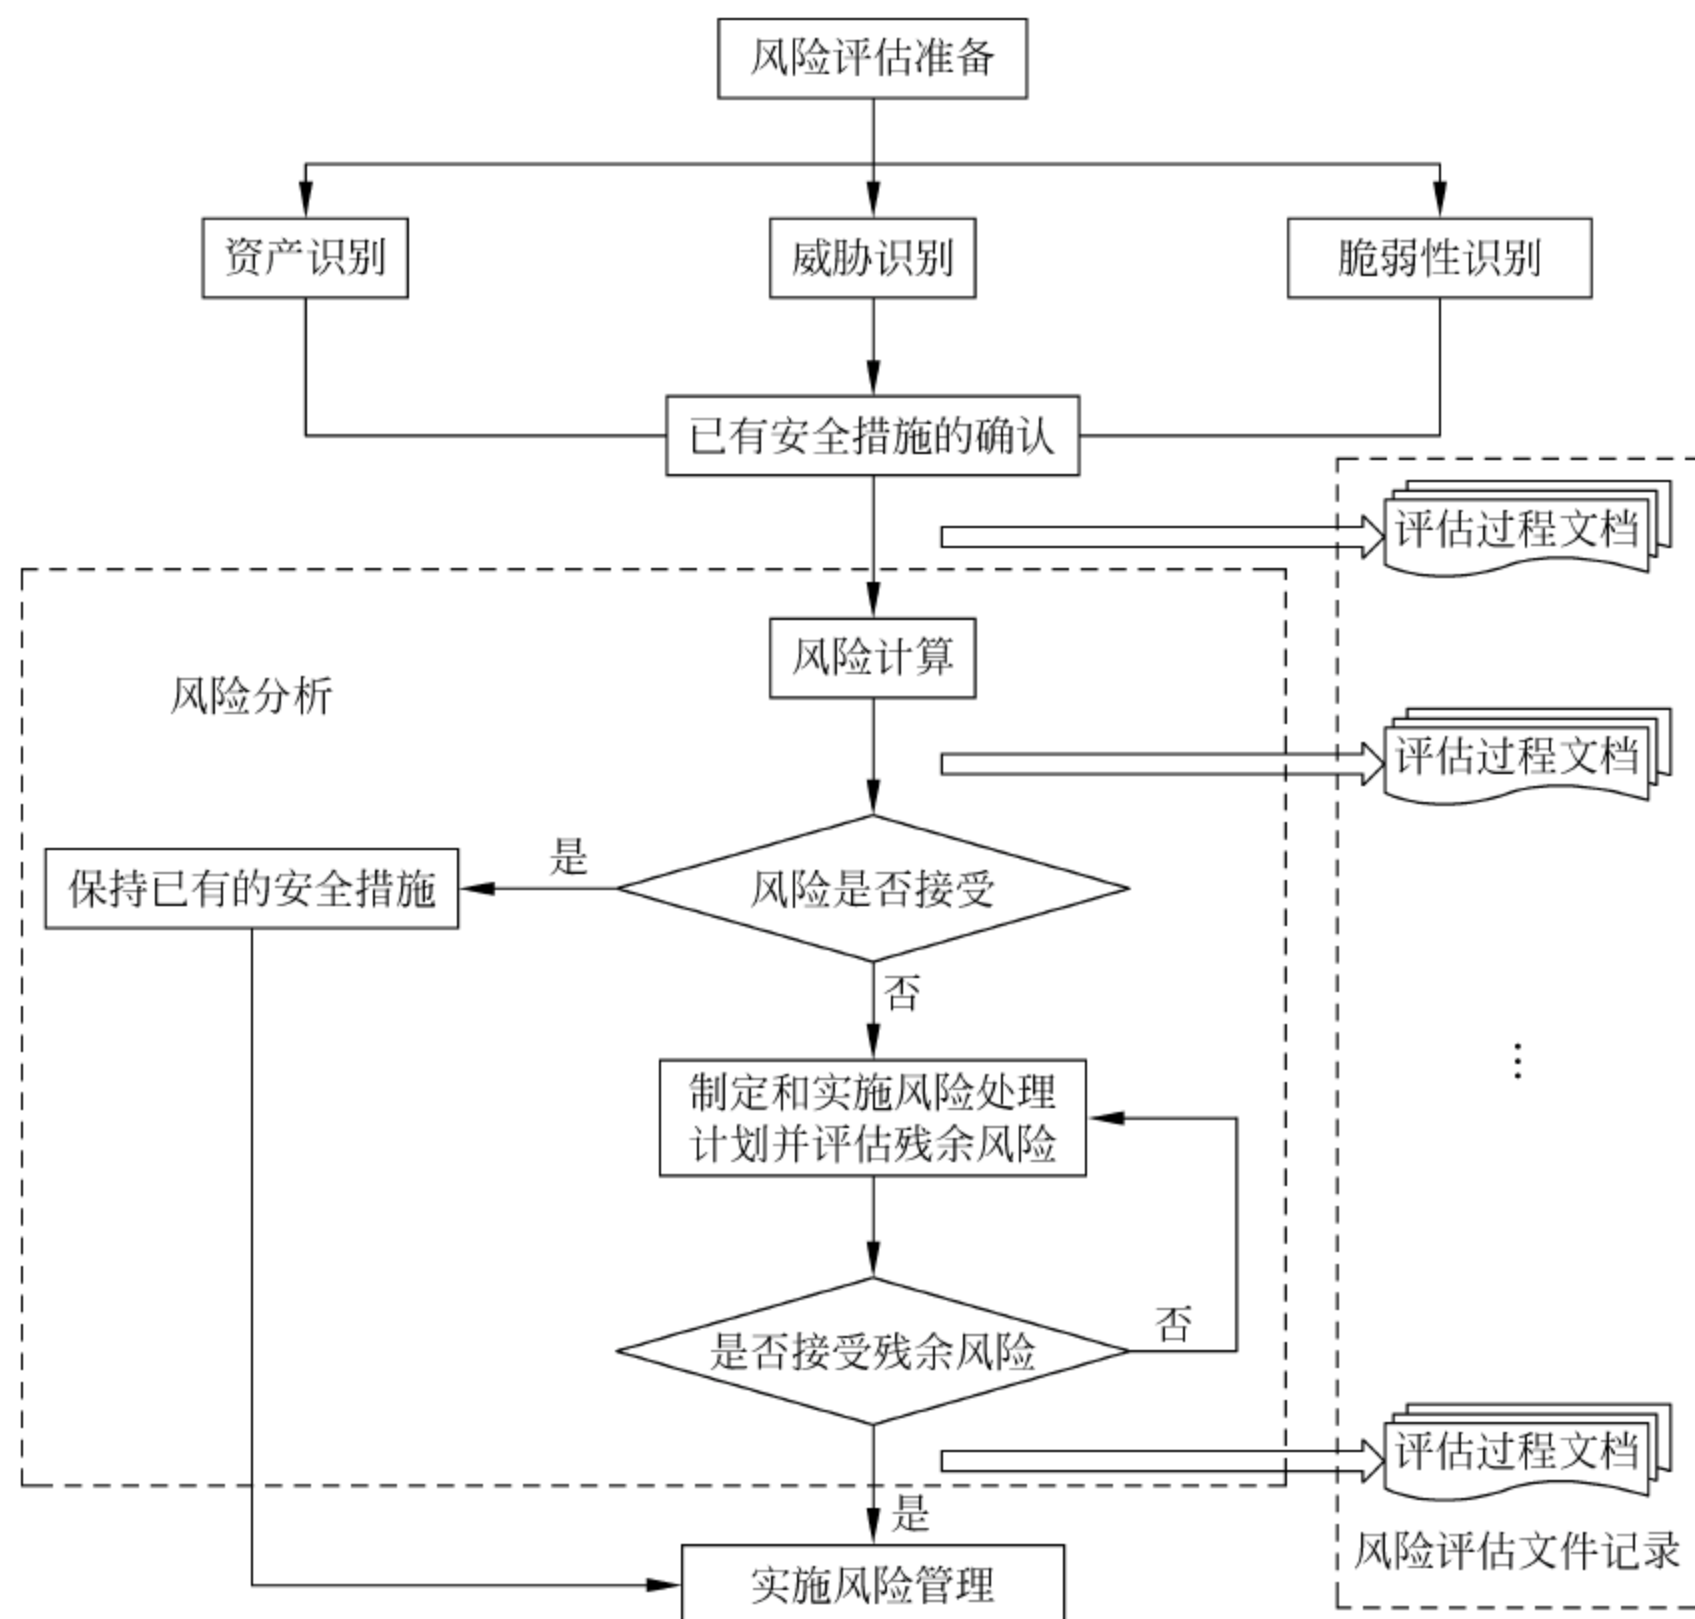 风险评估准备
资产识别
威胁识别
脆弱性识别
已有安全措施的确认
评估过程文档
风险计算
风险分析
评估过程文档
是
保持已有的安全措施
风险是否接受
否
制定和实施风险处理
计划并评估残余风险
⋮
否
是否接受残余风险
评估过程文档
是
风险评估文件记录
实施风险管理